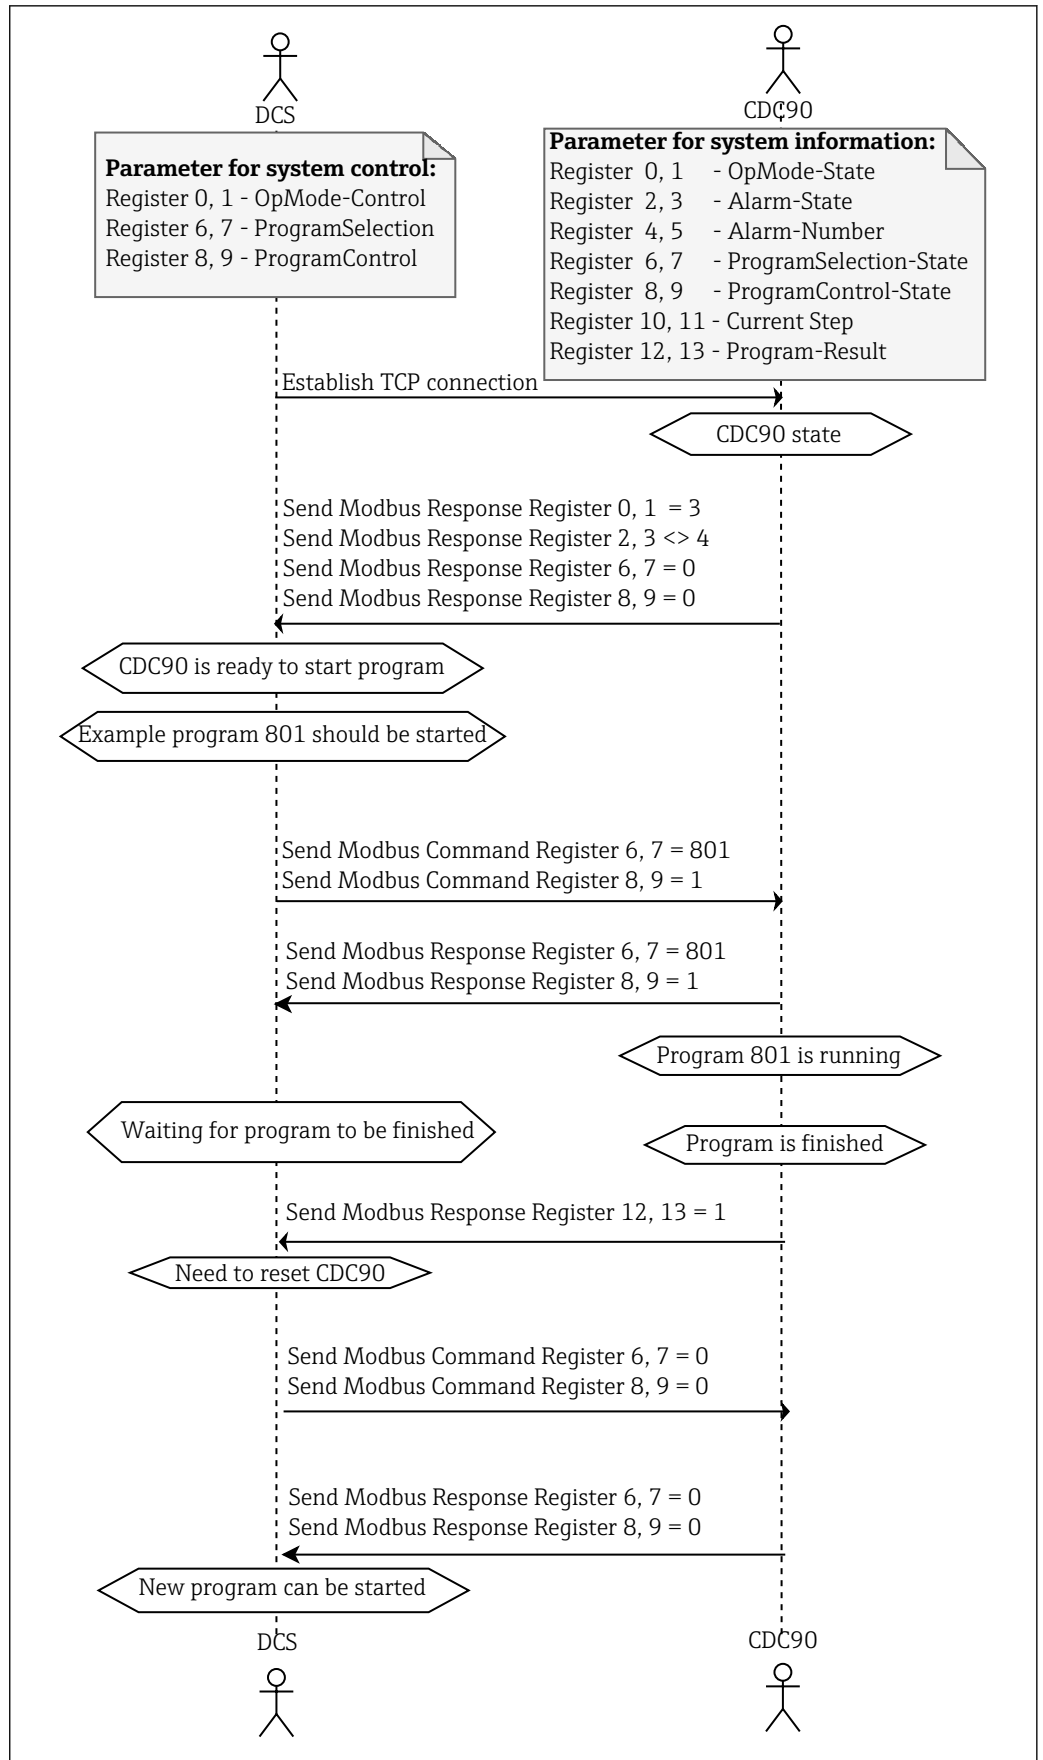 DCS
CDC90
Parameter for system control:
Register 0, 1 - OpMode-Control
Register 6, 7 - ProgramSelection
Register 8, 9 - ProgramControl
Parameter for system information:
Register 0, 1 - OpMode-State
Register 2, 3 - Alarm-State
Register 4, 5 - Alarm-Number
Register 6, 7 - ProgramSelection-State
Register 8, 9 - ProgramControl-State
Register 10, 11 - Current Step
Register 12, 13 - Program-Result
Establish TCP connection
CDC90 state
Send Modbus Response Register 0, 1 = 3
Send Modbus Response Register 2, 3 <> 4
Send Modbus Response Register 6, 7 = 0
Send Modbus Response Register 8, 9 = 0
CDC90 is ready to start program
Example program 801 should be started
Send Modbus Command Register 6, 7 = 801
Send Modbus Command Register 8, 9 = 1
Send Modbus Response Register 6, 7 = 801
Send Modbus Response Register 8, 9 = 1
Program 801 is running
Waiting for program to be finished
Program is finished
Send Modbus Response Register 12, 13 = 1
Need to reset CDC90
Send Modbus Command Register 6, 7 = 0
Send Modbus Command Register 8, 9 = 0
Send Modbus Response Register 6, 7 = 0
Send Modbus Response Register 8, 9 = 0
New program can be started
DCS
CDC90